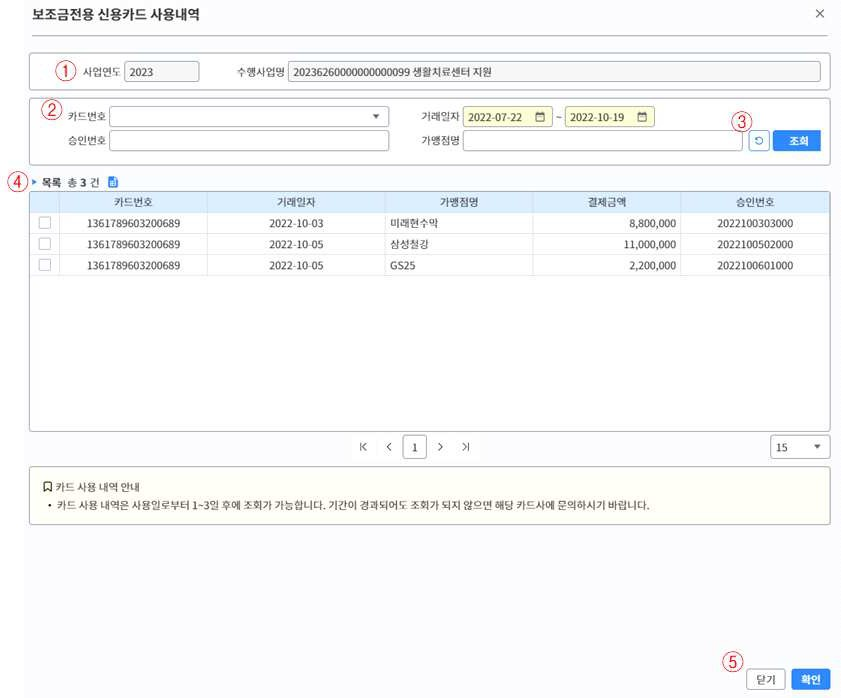 보조금전용 신용카드 사용내역 ×
① 사업연도 2023 수행사업명 20236260000000000099 생활치료센터 지원
② 카드번호 거래일자 2022-07-22 ~ 2022-10-19
승인번호 가맹점명 ③ 조회
④ 목록 총 3 건
카드번호 거래일자 가맹점명 결제금액 승인번호
1361789603200689 2022-10-03 미래현수막 8,800,000 2022100303000
1361789603200689 2022-10-05 삼성철강 11,000,000 2022100502000
1361789603200689 2022-10-05 GS25 2,200,000 2022100601000
1 15
카드 사용 내역 안내
• 카드 사용 내역은 사용일로부터 1~3일 후에 조회가 가능합니다. 기간이 경과되어도 조회가 되지 않으면 해당 카드사에 문의하시기 바랍니다.
⑤ 닫기 확인